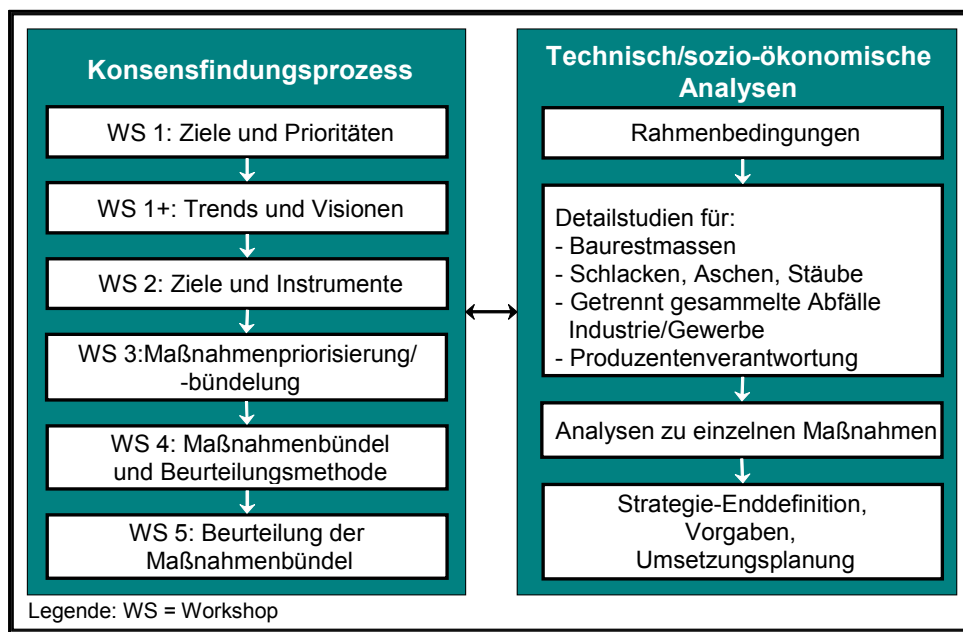 Konsensfindungsprozess
WS 1: Ziele und Prioritäten
WS 1+: Trends und Visionen
WS 2: Ziele und Instrumente
WS 3:Maßnahmenpriorisierung/
-bündelung
WS 4: Maßnahmenbündel
und Beurteilungsmethode
WS 5: Beurteilung der
Maßnahmenbündel
Technisch/sozio-ökonomische
Analysen
Rahmenbedingungen
Detailstudien für:
- Baurestmassen
- Schlacken, Aschen, Stäube
- Getrennt gesammelte Abfälle
Industrie/Gewerbe
- Produzentenverantwortung
Analysen zu einzelnen Maßnahmen
Strategie-Enddefinition,
Vorgaben,
Umsetzungsplanung
Legende: WS = Workshop